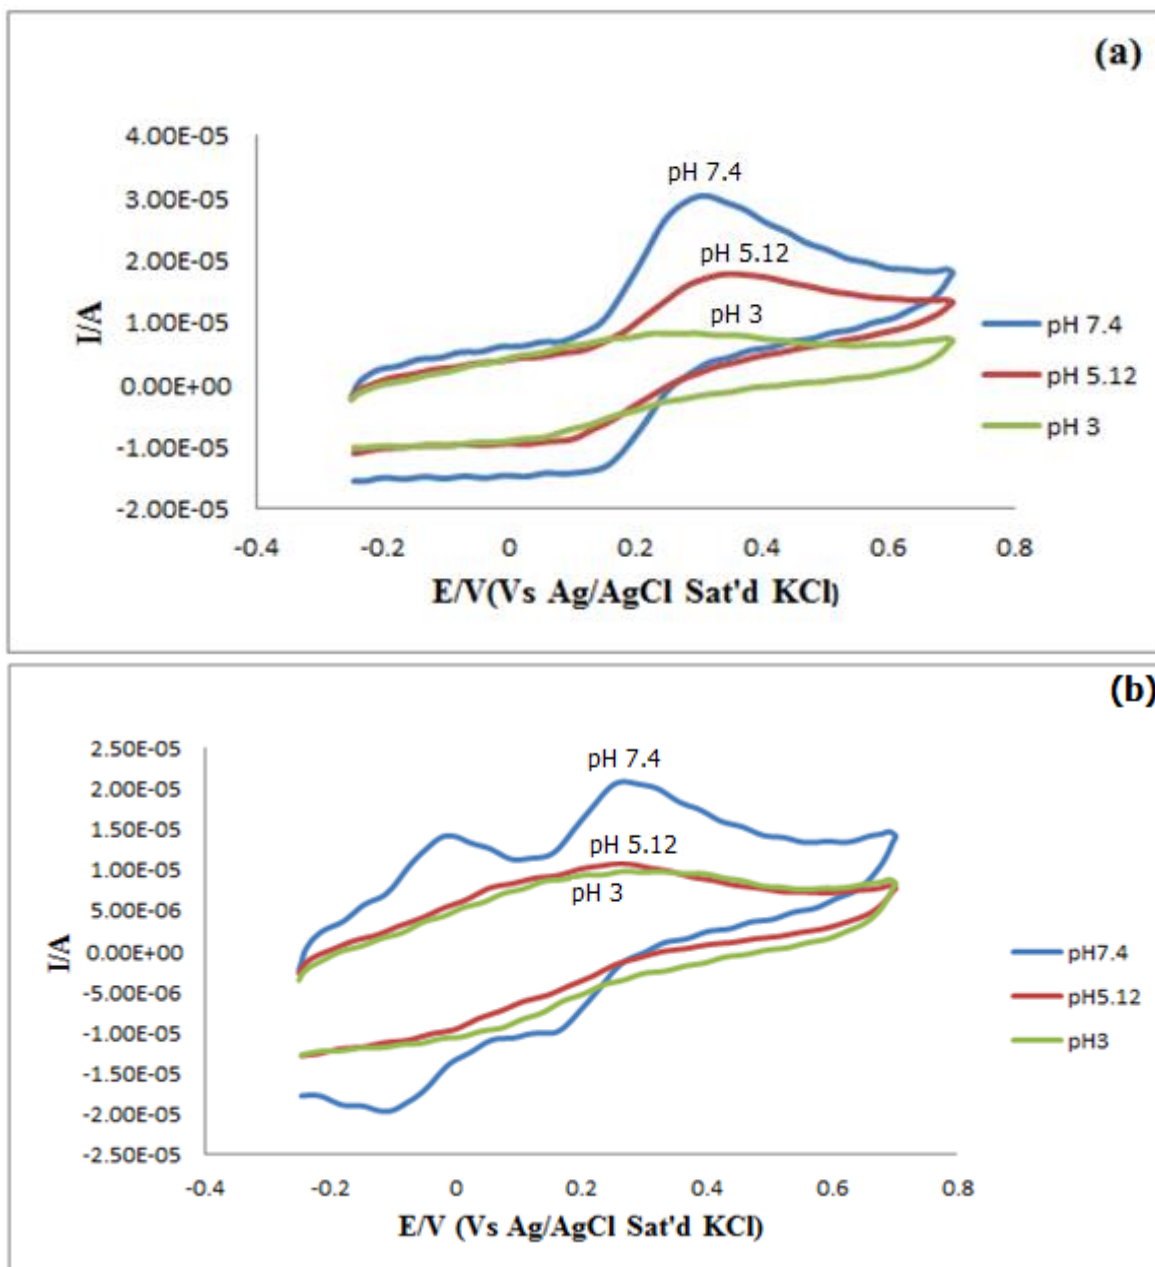 (a)
4.00E-05
3.00E-05
2.00E-05
1.00E-05
0.00E+00
-1.00E-05
-2.00E-05
I/A
pH 7.4
pH 5.12
pH 3
pH 7.4
pH 5.12
pH 3
-0.4 -0.2 0 0.2 0.4 0.6 0.8
E/V(Vs Ag/AgCl Sat'd KCl)
(b)
2.50E-05
2.00E-05
1.50E-05
1.00E-05
5.00E-06
0.00E+00
-5.00E-06
-1.00E-05
-1.50E-05
-2.00E-05
-2.50E-05
I/A
pH 7.4
pH 5.12
pH 3
pH7.4
pH5.12
pH3
-0.4 -0.2 0 0.2 0.4 0.6 0.8
E/V (Vs Ag/AgCl Sat'd KCl)